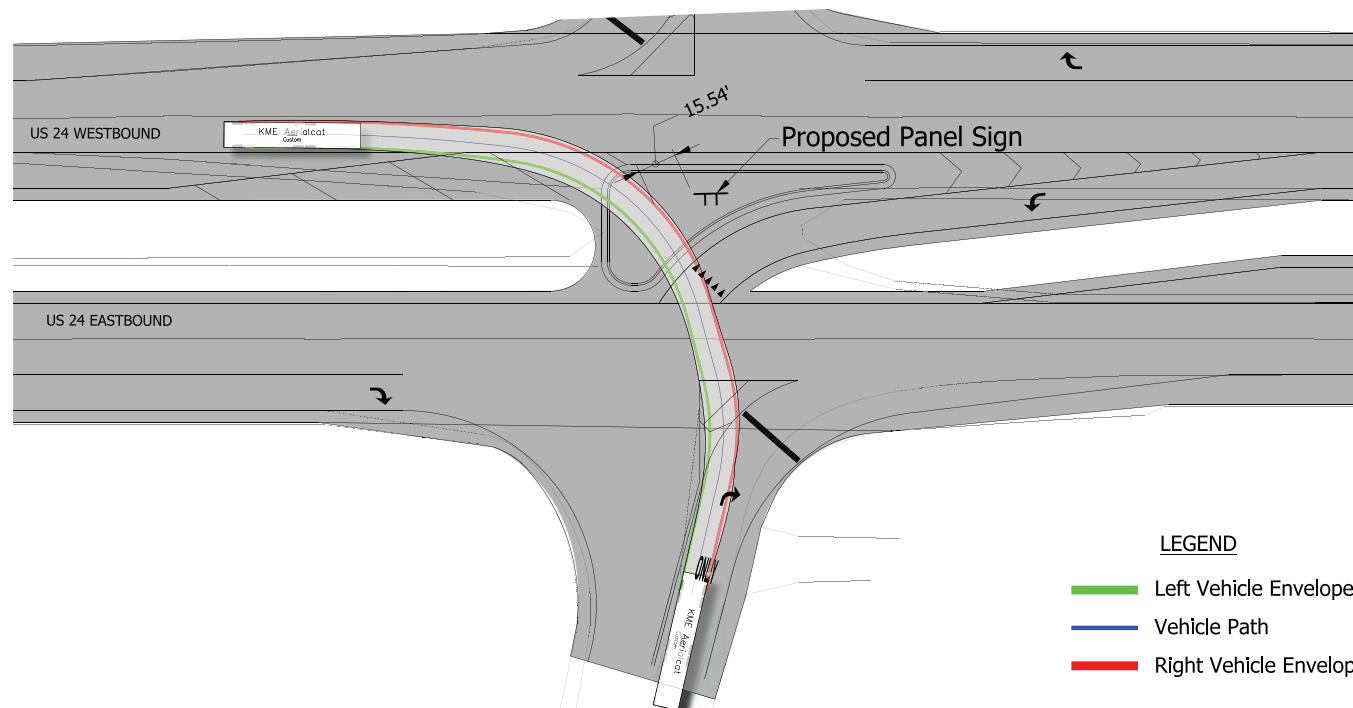 15.54'
US 24 WESTBOUND
KME Aerialcat
Custom
Proposed Panel Sign
US 24 EASTBOUND
ONLY
KME Aerialcat
Custom
LEGEND
Left Vehicle Envelope
Vehicle Path
Right Vehicle Envelop